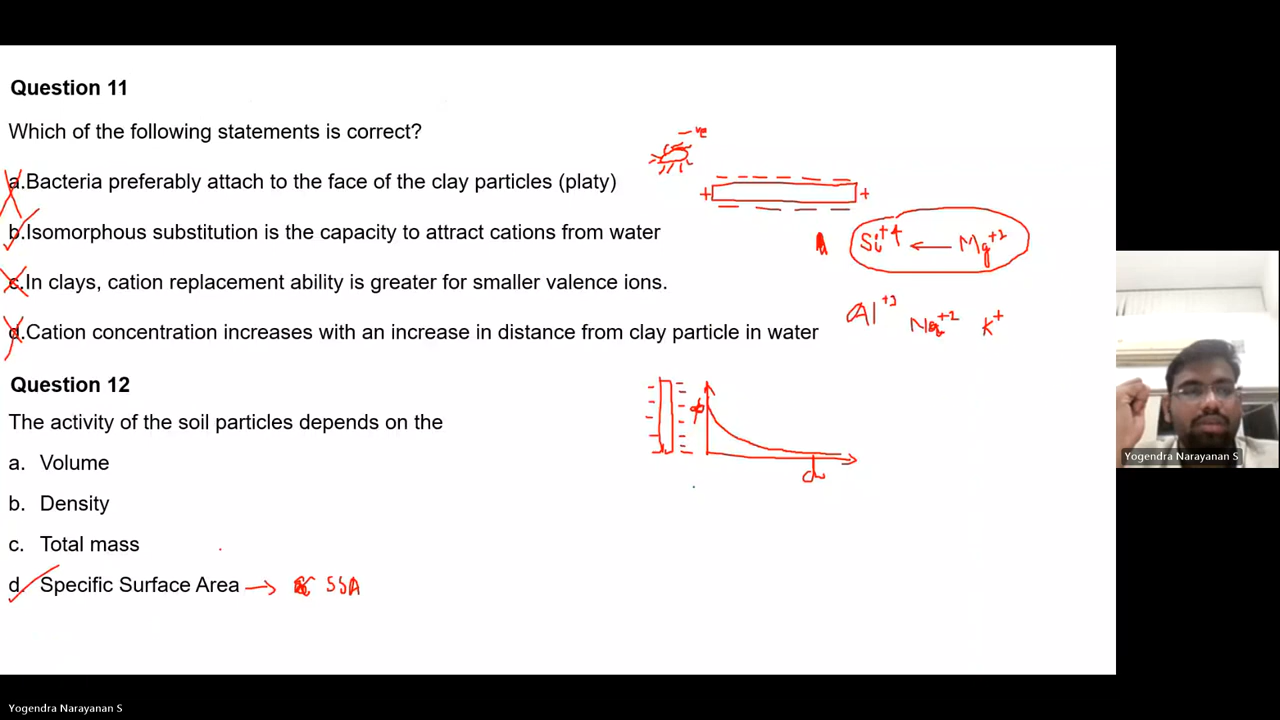 Question 11
Which of the following statements is correct?
-ve
a.Bacteria preferably attach to the face of the clay particles (platy)
+ +
b.Isomorphous substitution is the capacity to attract cations from water
Si+4 ← Mg+2
c.In clays, cation replacement ability is greater for smaller valence ions.
Al+3 Mg+2 K+
d.Cation concentration increases with an increase in distance from clay particle in water
Question 12
The activity of the soil particles depends on the
a. Volume
b. Density
c. Total mass
d. Specific Surface Area → SSA
Yogendra Narayanan S
Yogendra Narayanan S